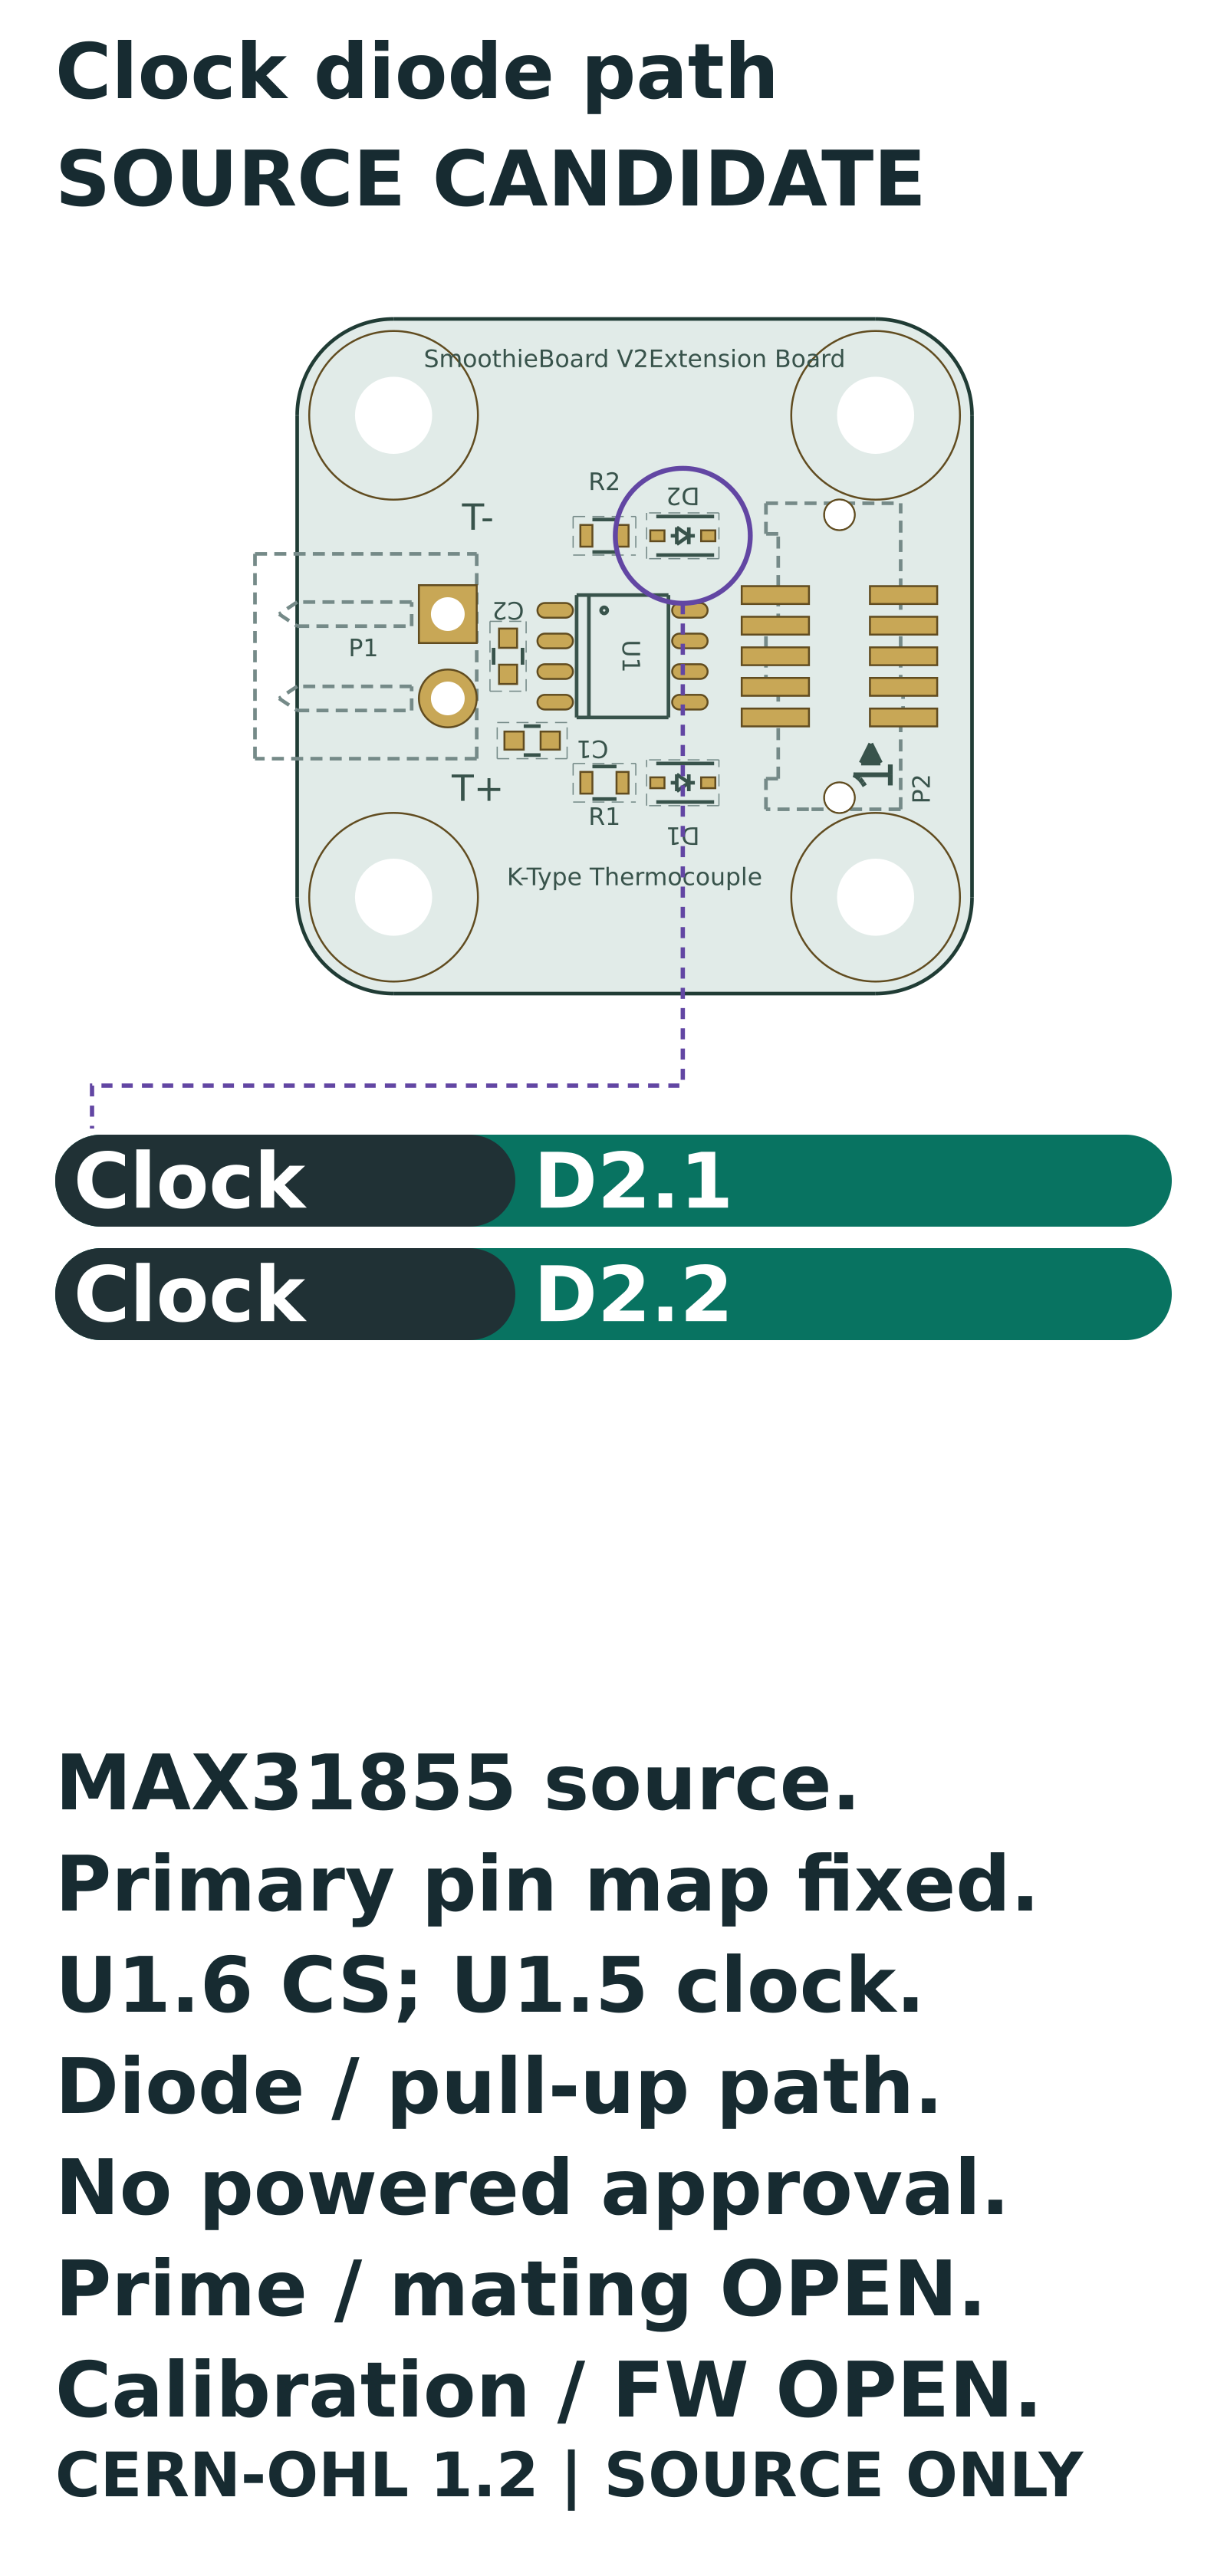 Clock diode path
SOURCE CANDIDATE
SmoothieBoard V2Extension Board
R2
D2
T-
C2
P1
U1
C1
T+
R1
D1
1
P2
K-Type Thermocouple
Clock D2.1
Clock D2.2
MAX31855 source.
Primary pin map fixed.
U1.6 CS; U1.5 clock.
Diode / pull-up path.
No powered approval.
Prime / mating OPEN.
Calibration / FW OPEN.
CERN-OHL 1.2 | SOURCE ONLY